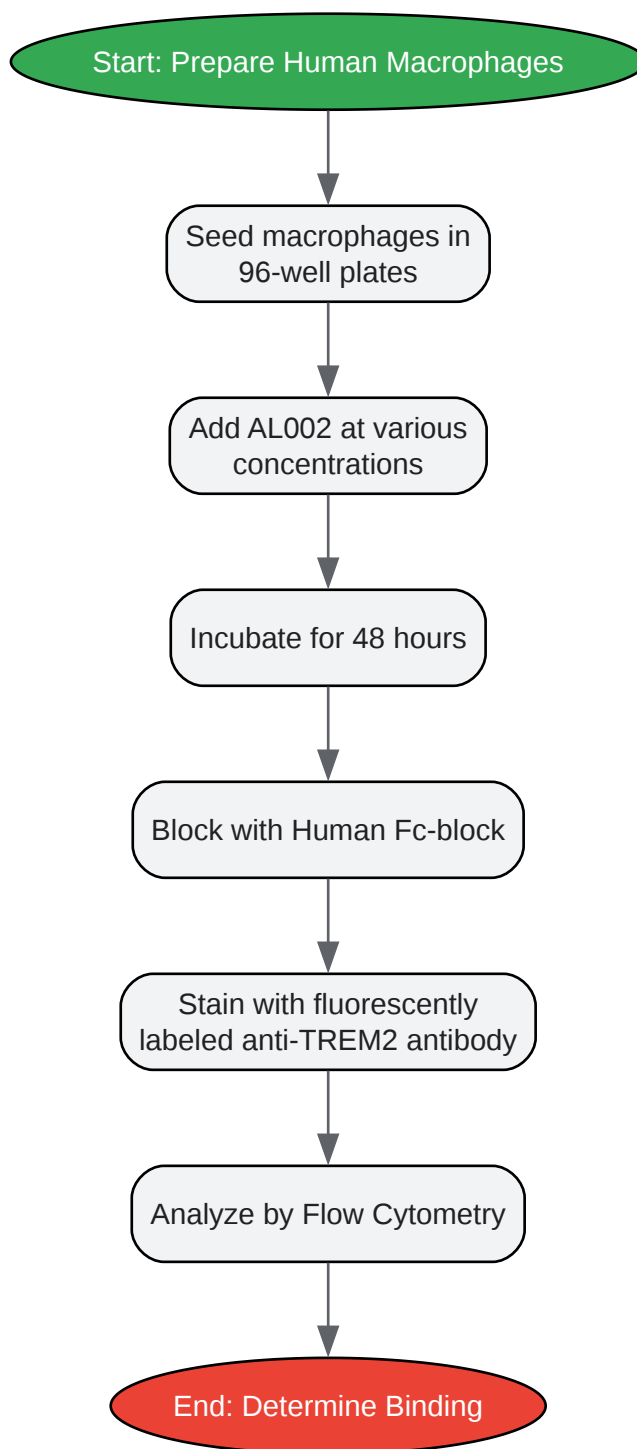 Start: Prepare Human Macrophages
Seed macrophages in
96-well plates
Add AL002 at various
concentrations
Incubate for 48 hours
Block with Human Fc-block
Stain with fluorescently
labeled anti-TREM2 antibody
Analyze by Flow Cytometry
End: Determine Binding